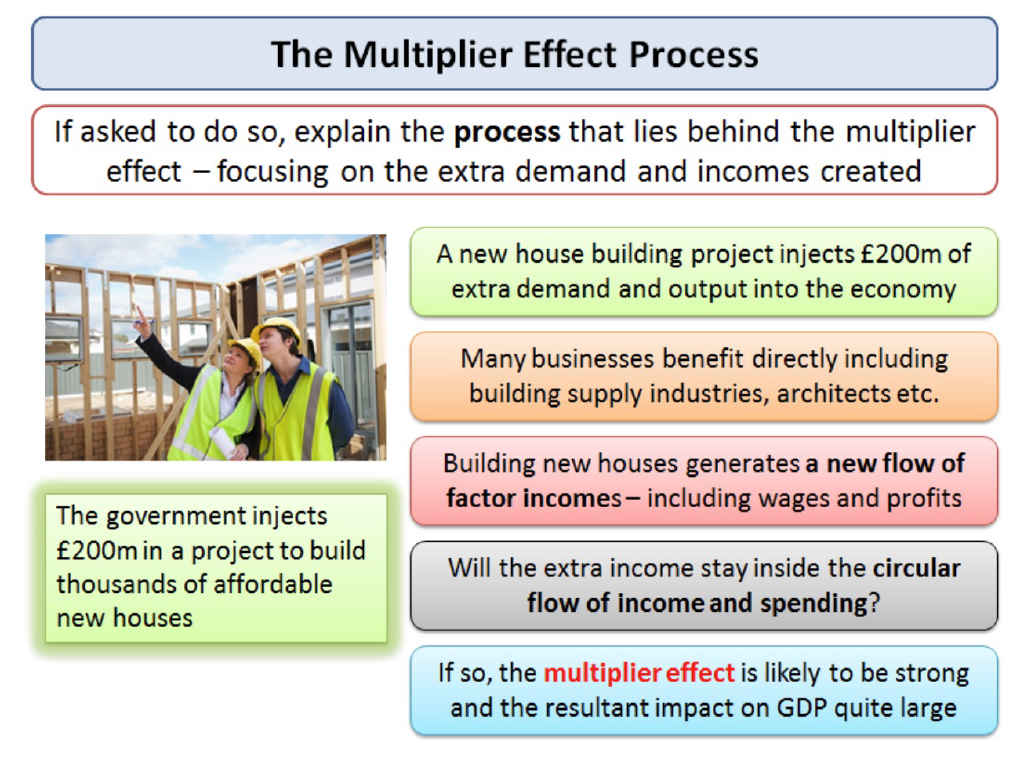 The Multiplier Effect Process
If asked to do so, explain the process that lies behind the multiplier
effect – focusing on the extra demand and incomes created
A new house building project injects £200m of
extra demand and output into the economy
Many businesses benefit directly including
building supply industries, architects etc.
Building new houses generates a new flow of
factor incomes – including wages and profits
The government injects
£200m in a project to build
thousands of affordable
new houses
Will the extra income stay inside the circular
flow of income and spending?
If so, the multiplier effect is likely to be strong
and the resultant impact on GDP quite large